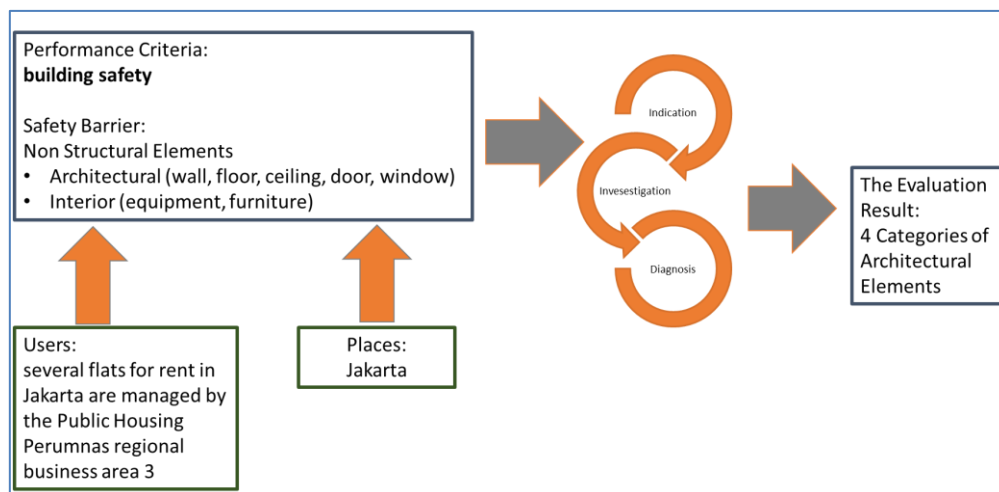 Performance Criteria:
building safety
Safety Barrier:
Non Structural Elements
• Architectural (wall, floor, ceiling, door, window)
• Interior (equipment, furniture)
Users:
several flats for rent in
Jakarta are managed by
the Public Housing
Perumnas regional
business area 3
Places:
Jakarta
Indication
Invesestigation
Diagnosis
The Evaluation
Result:
4 Categories of
Architectural
Elements